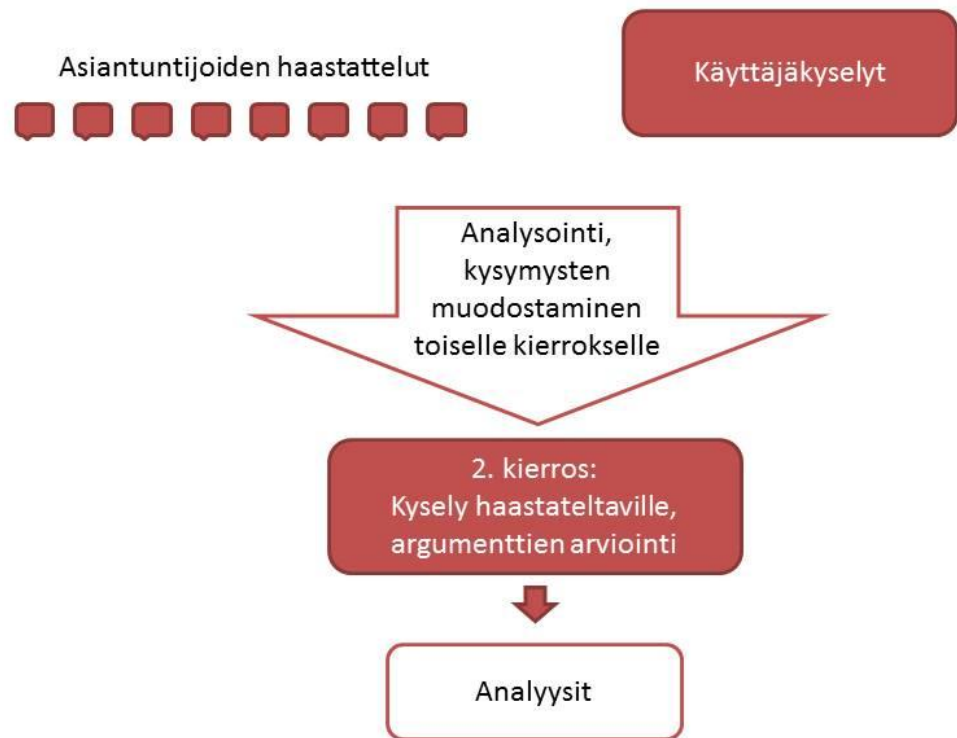 Asiantuntijoiden haastattelut
Käyttäjäkyselyt
Analysointi,
kysymysten
muodostaminen
toiselle kierrokselle
2. kierros:
Kysely haastateltaville,
argumenttien arviointi
Analyysit